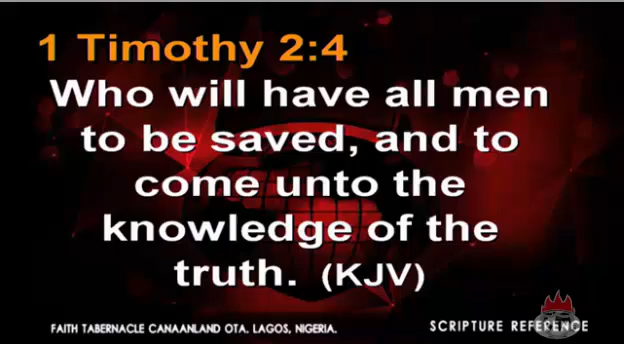 1 Timothy 2:4
Who will have all men
to be saved, and to
come unto the
knowledge of the
truth. (KJV)
FAITH TABERNACLE CANAANLAND OTA. LAGOS, NIGERIA.
SCRIPTURE REFERENCE